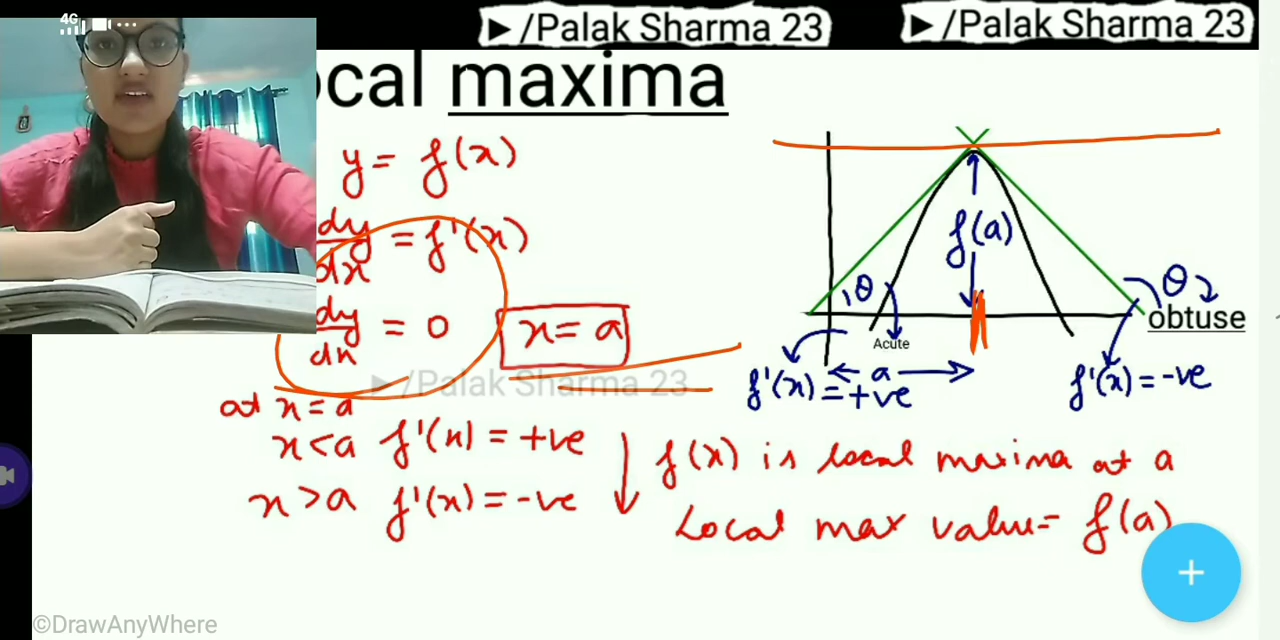 4G
▶/Palak Sharma 23 ▶/Palak Sharma 23
ocal maxima
y = f(x)
dy/dx = f'(x)
dy/dx = 0
x = a
at x = a
x < a f'(x) = +ve
x > a f'(x) = -ve
f(a)
θ
Acute
θ
obtuse
f'(x) = +ve
a
f'(x) = -ve
▶/Palak Sharma 23
f(x) is local maxima at a
Local max value = f(a)
+
©DrawAnyWhere